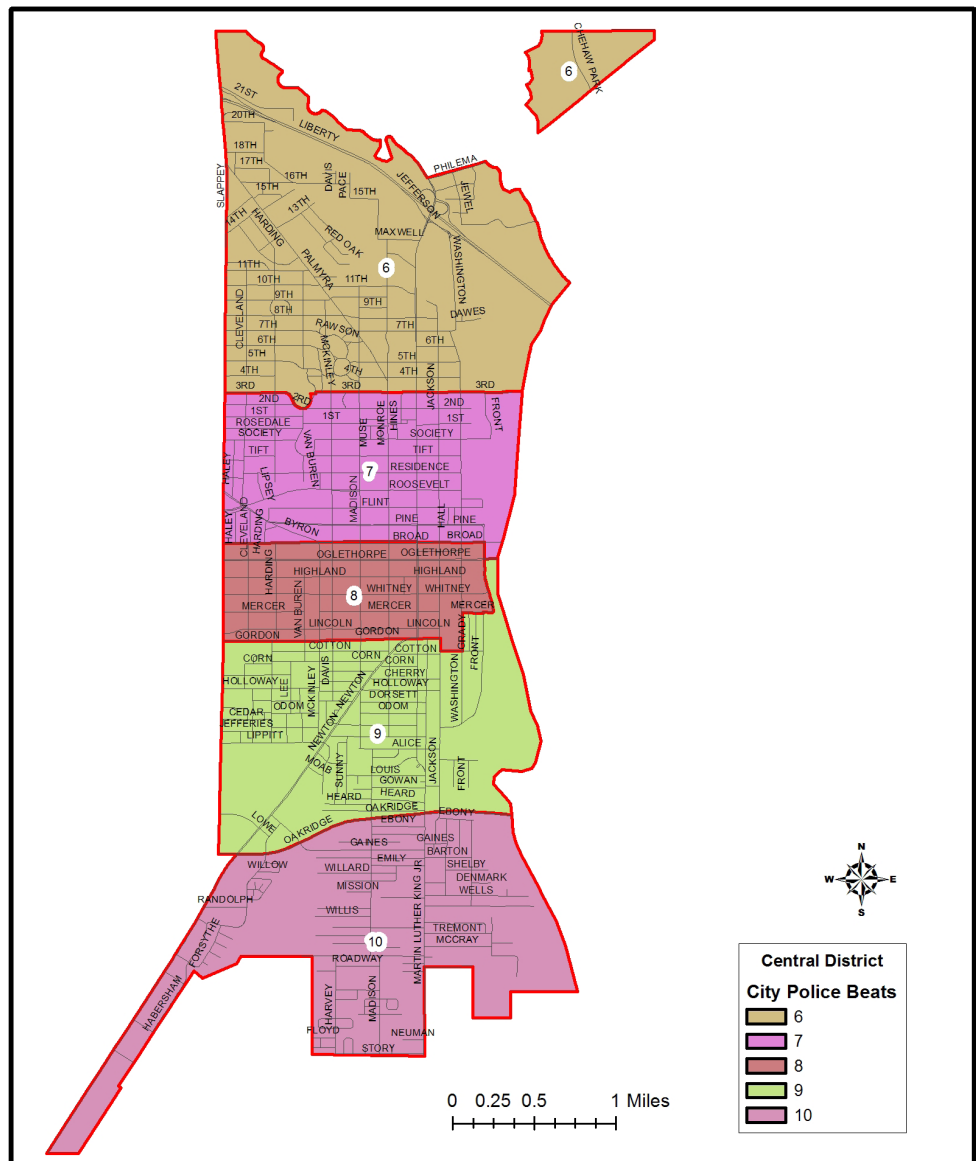 CHEHAW PARK
6
21ST
20TH
LIBERTY
18TH
17TH
PHILEMA
SLAPPEY
16TH
DAVIS
PACE
15TH
15TH
JEFFERSON
JEWEL
14TH
HARDING
13TH
RED OAK
MAXWELL
WASHINGTON
PALMYRA
11TH
6
10TH
11TH
9TH
9TH
8TH
CLEVELAND
DAWES
7TH
RAWSON
7TH
6TH
MCKINLEY
6TH
5TH
5TH
4TH
4TH
4TH
JACKSON
3RD
3RD
3RD
2ND
2RD
2ND
1ST
1ST
1ST
MUSE
MONROE
HINES
FRONT
ROSEDALE
SOCIETY
SOCIETY
VAN BUREN
TIFT
TIFT
HALEY
LIPSEY
7
RESIDENCE
MADISON
ROOSEVELT
FLINT
HALEY
CLEVELAND
HARDING
BYRON
PINE
HALL
PINE
BROAD
BROAD
OGLETHORPE
OGLETHORPE
HARDING
HIGHLAND
HIGHLAND
VAN BUREN
8
WHITNEY
WHITNEY
MERCER
MERCER
MERCER
LINCOLN
LINCOLN
GORDON
GORDON
GRADY
FRONT
COTTON
COTTON
CORN
CORN
CORN
DAVIS
CHERRY
HOLLOWAY
HOLLOWAY
LEE
MCKINLEY
NEWTON
NEWTON
DORSETT
WASHINGTON
ODOM
ODOM
CEDAR
JEFFERIES
LIPPITT
9
ALICE
MOAB
SUNNY
LOUIS
JACKSON
FRONT
GOWAN
HEARD
HEARD
OAKRIDGE
EBONY
EBONY
LOWE
OAKRIDGE
GAINES
GAINES
BARTON
WILLOW
EMILY
SHELBY
WILLARD
DENMARK
MISSION
WELLS
MARTIN LUTHER KING JR
RANDOLPH
WILLIS
TREMONT
MCCRAY
10
FORSYTHE
ROADWAY
HABERSHAM
HARVEY
MADISON
FLOYD
NEUMAN
STORY
N
W
E
S
Central District
City Police Beats
6
7
8
9
10
0 0.25 0.5 1 Miles